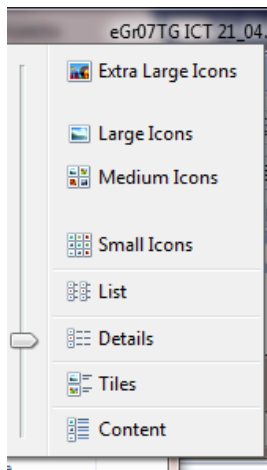 eGr07TG ICT 21_04.
Extra Large Icons
Large Icons
Medium Icons
Small Icons
List
Details
Tiles
Content